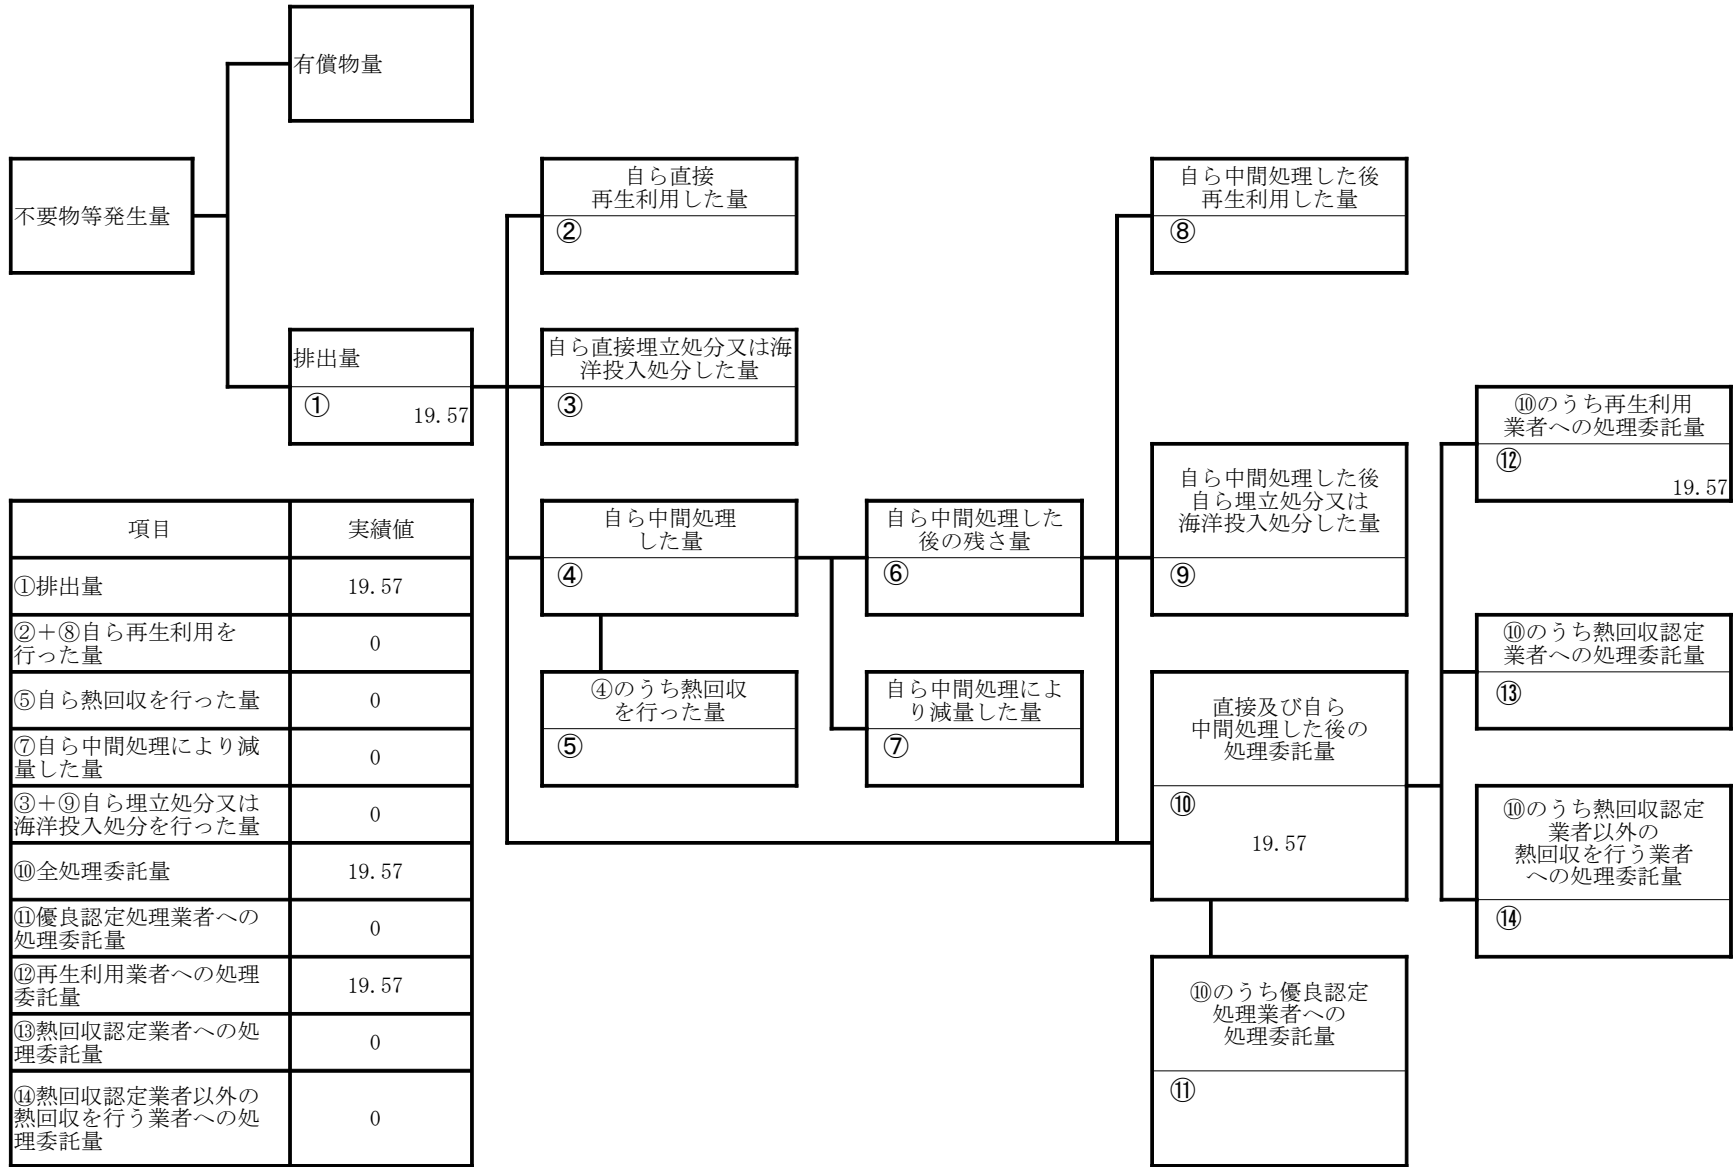 有償物量
不要物等発生量
排出量
①
19.57
自ら直接
再生利用した量
②
自ら直接埋立処分又は海
洋投入処分した量
③
自ら中間処理
した量
④
④のうち熱回収
を行った量
⑤
自ら中間処理した
後の残さ量
⑥
自ら中間処理によ
り減量した量
⑦
自ら中間処理した後
再生利用した量
⑧
自ら中間処理した後
自ら埋立処分又は
海洋投入処分した量
⑨
直接及び自ら
中間処理した後の
処理委託量
⑩
19.57
⑩のうち優良認定
処理業者への
処理委託量
⑪
⑩のうち再生利用
業者への処理委託量
⑫
19.57
⑩のうち熱回収認定
業者への処理委託量
⑬
⑩のうち熱回収認定
業者以外の
熱回収を行う業者
への処理委託量
⑭
項目 実績値
①排出量 19.57
②+⑧自ら再生利用を
行った量 0
⑤自ら熱回収を行った量 0
⑦自ら中間処理により減
量した量 0
③+⑨自ら埋立処分又は
海洋投入処分を行った量 0
⑩全処理委託量 19.57
⑪優良認定処理業者への
処理委託量 0
⑫再生利用業者への処理
委託量 19.57
⑬熱回収認定業者への処
理委託量 0
⑭熱回収認定業者以外の
熱回収を行う業者への処
理委託量 0